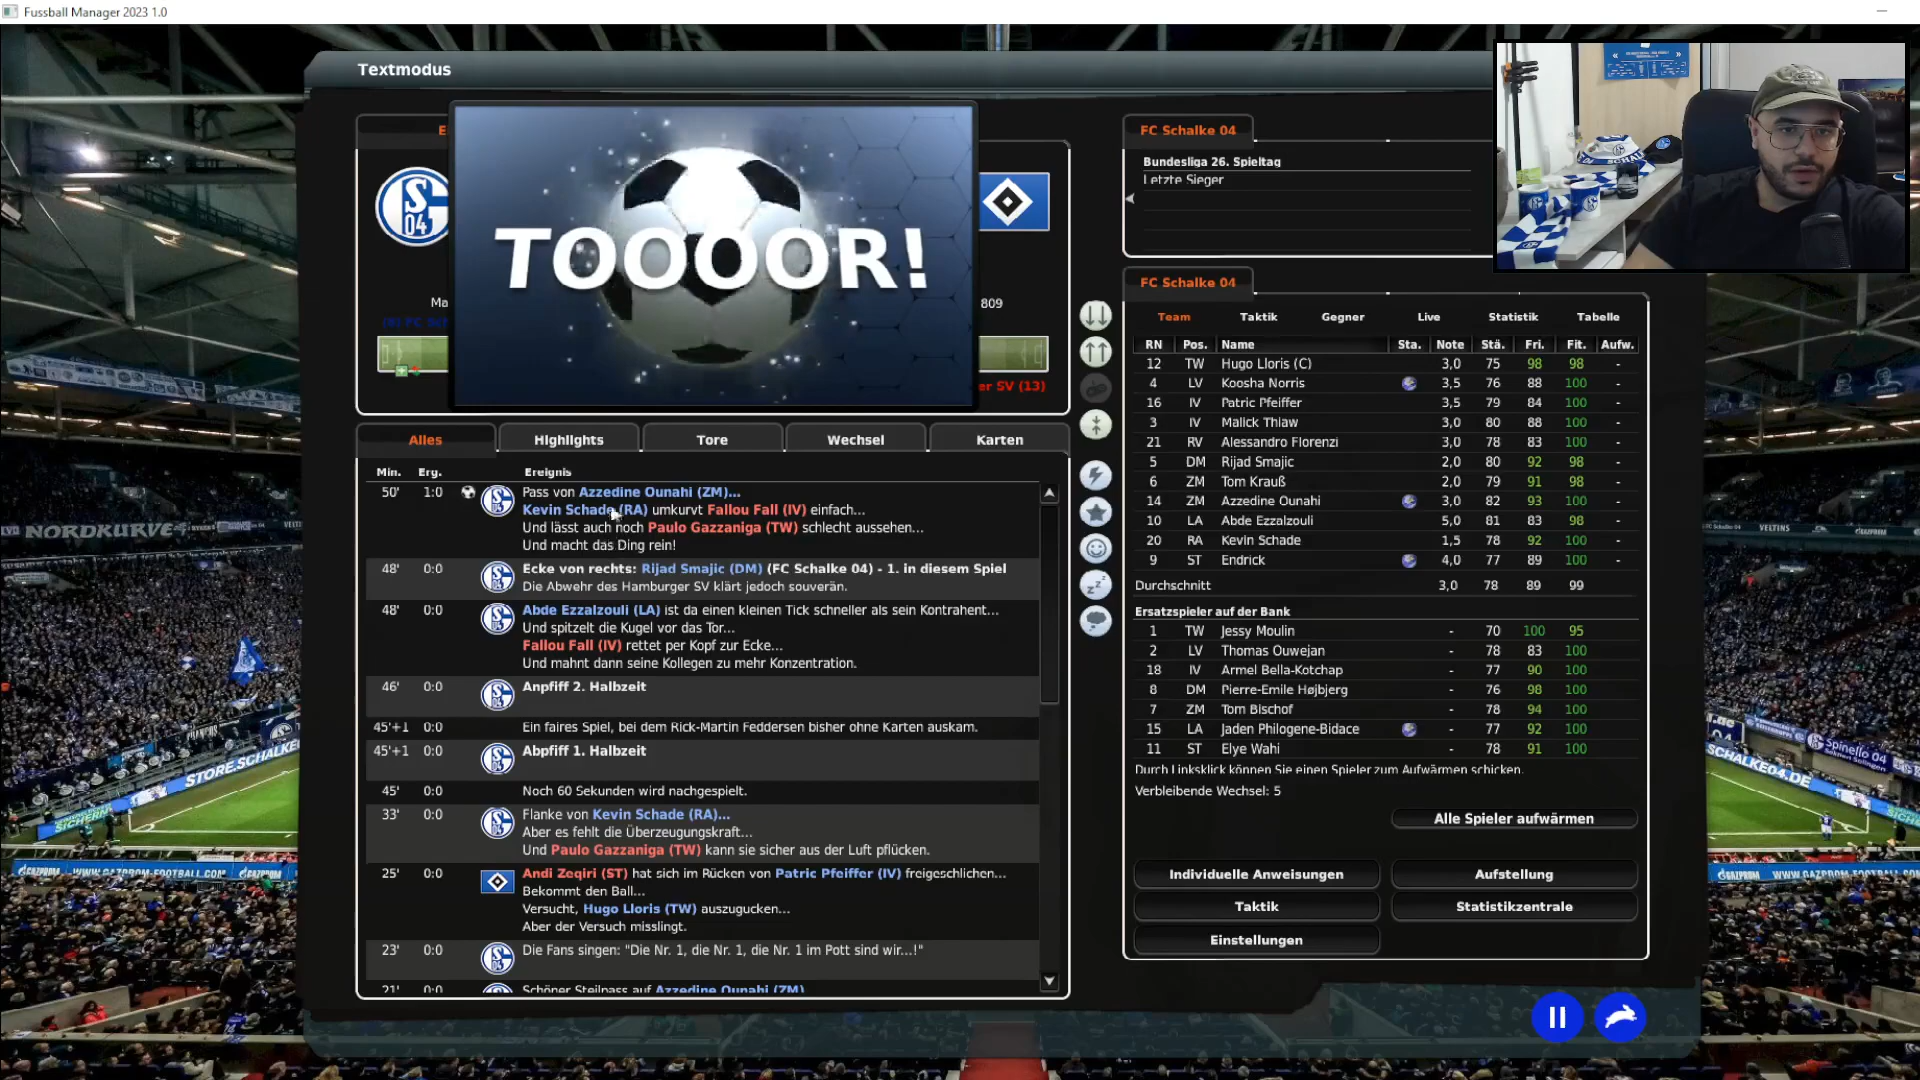 Fussball Manager 2023 1.0
Textmodus
TOOOOR!
809
er SV (13)
Alles Highlights Tore Wechsel Karten
Min. Erg. Ereignis
50' 1:0 Pass von Azzedine Ounahi (ZM)...
Kevin Schade (RA) umkurvt Fallou Fall (IV) einfach...
Und lässt auch noch Paulo Gazzaniga (TW) schlecht aussehen...
Und macht das Ding rein!
48' 0:0 Ecke von rechts: Rijad Smajic (DM) (FC Schalke 04) - 1. in diesem Spiel
Die Abwehr des Hamburger SV klärt jedoch souverän.
48' 0:0 Abde Ezzalzouli (LA) ist da einen kleinen Tick schneller als sein Kontrahent...
Und spitzelt die Kugel vor das Tor...
Fallou Fall (IV) rettet per Kopf zur Ecke...
Und mahnt dann seine Kollegen zu mehr Konzentration.
46' 0:0 Anpfiff 2. Halbzeit
45'+1 0:0 Ein faires Spiel, bei dem Rick-Martin Feddersen bisher ohne Karten auskam.
45'+1 0:0 Abpfiff 1. Halbzeit
45' 0:0 Noch 60 Sekunden wird nachgespielt.
33' 0:0 Flanke von Kevin Schade (RA)...
Aber es fehlt die Überzeugungskraft...
Und Paulo Gazzaniga (TW) kann sie sicher aus der Luft pflücken.
25' 0:0 Andi Zeqiri (ST) hat sich im Rücken von Patric Pfeiffer (IV) freigeschlichen...
Bekommt den Ball...
Versucht, Hugo Lloris (TW) auszugucken...
Aber der Versuch misslingt.
23' 0:0 Die Fans singen: "Die Nr. 1, die Nr. 1, die Nr. 1 im Pott sind wir...!"
21' 0:0 Schöner Steilpass auf Azzedine Ounahi (ZM)
FC Schalke 04
Bundesliga 26. Spieltag
Letzte Sieger
FC Schalke 04
Team Taktik Gegner Live Statistik Tabelle
RN Pos. Name Sta. Note Stä. Fri. Fit. Aufw.
12 TW Hugo Lloris (C) 3,0 75 98 98 -
4 LV Koosha Norris 3,5 76 88 100 -
16 IV Patric Pfeiffer 3,5 79 84 100 -
3 IV Malick Thiaw 3,0 80 88 100 -
21 RV Alessandro Florenzi 3,0 78 83 100 -
5 DM Rijad Smajic 2,0 80 92 98 -
6 ZM Tom Krauß 2,0 79 91 98 -
14 ZM Azzedine Ounahi 3,0 82 93 100 -
10 LA Abde Ezzalzouli 5,0 81 83 98 -
20 RA Kevin Schade 1,5 78 92 100 -
9 ST Endrick 4,0 77 89 100 -
Durchschnitt 3,0 78 89 99
Ersatzspieler auf der Bank
1 TW Jessy Moulin - 70 100 95
2 LV Thomas Ouwejan - 78 83 100
18 IV Armel Bella-Kotchap - 77 90 100
8 DM Pierre-Emile Højbjerg - 76 98 100
7 ZM Tom Bischof - 78 94 100
15 LA Jaden Philogene-Bidace - 77 92 100
11 ST Elye Wahi - 78 91 100
Durch Linksklick können Sie einen Spieler zum Aufwärmen schicken.
Verbleibende Wechsel: 5
Alle Spieler aufwärmen
Individuelle Anweisungen Aufstellung
Taktik Statistikzentrale
Einstellungen
NORDKURVE
STORE.SCHALKE
SCHALKE04.DE
VELTINS
Spinello 04
WWW.GAZPROM-FOOTBALL.COM
GAZPROM